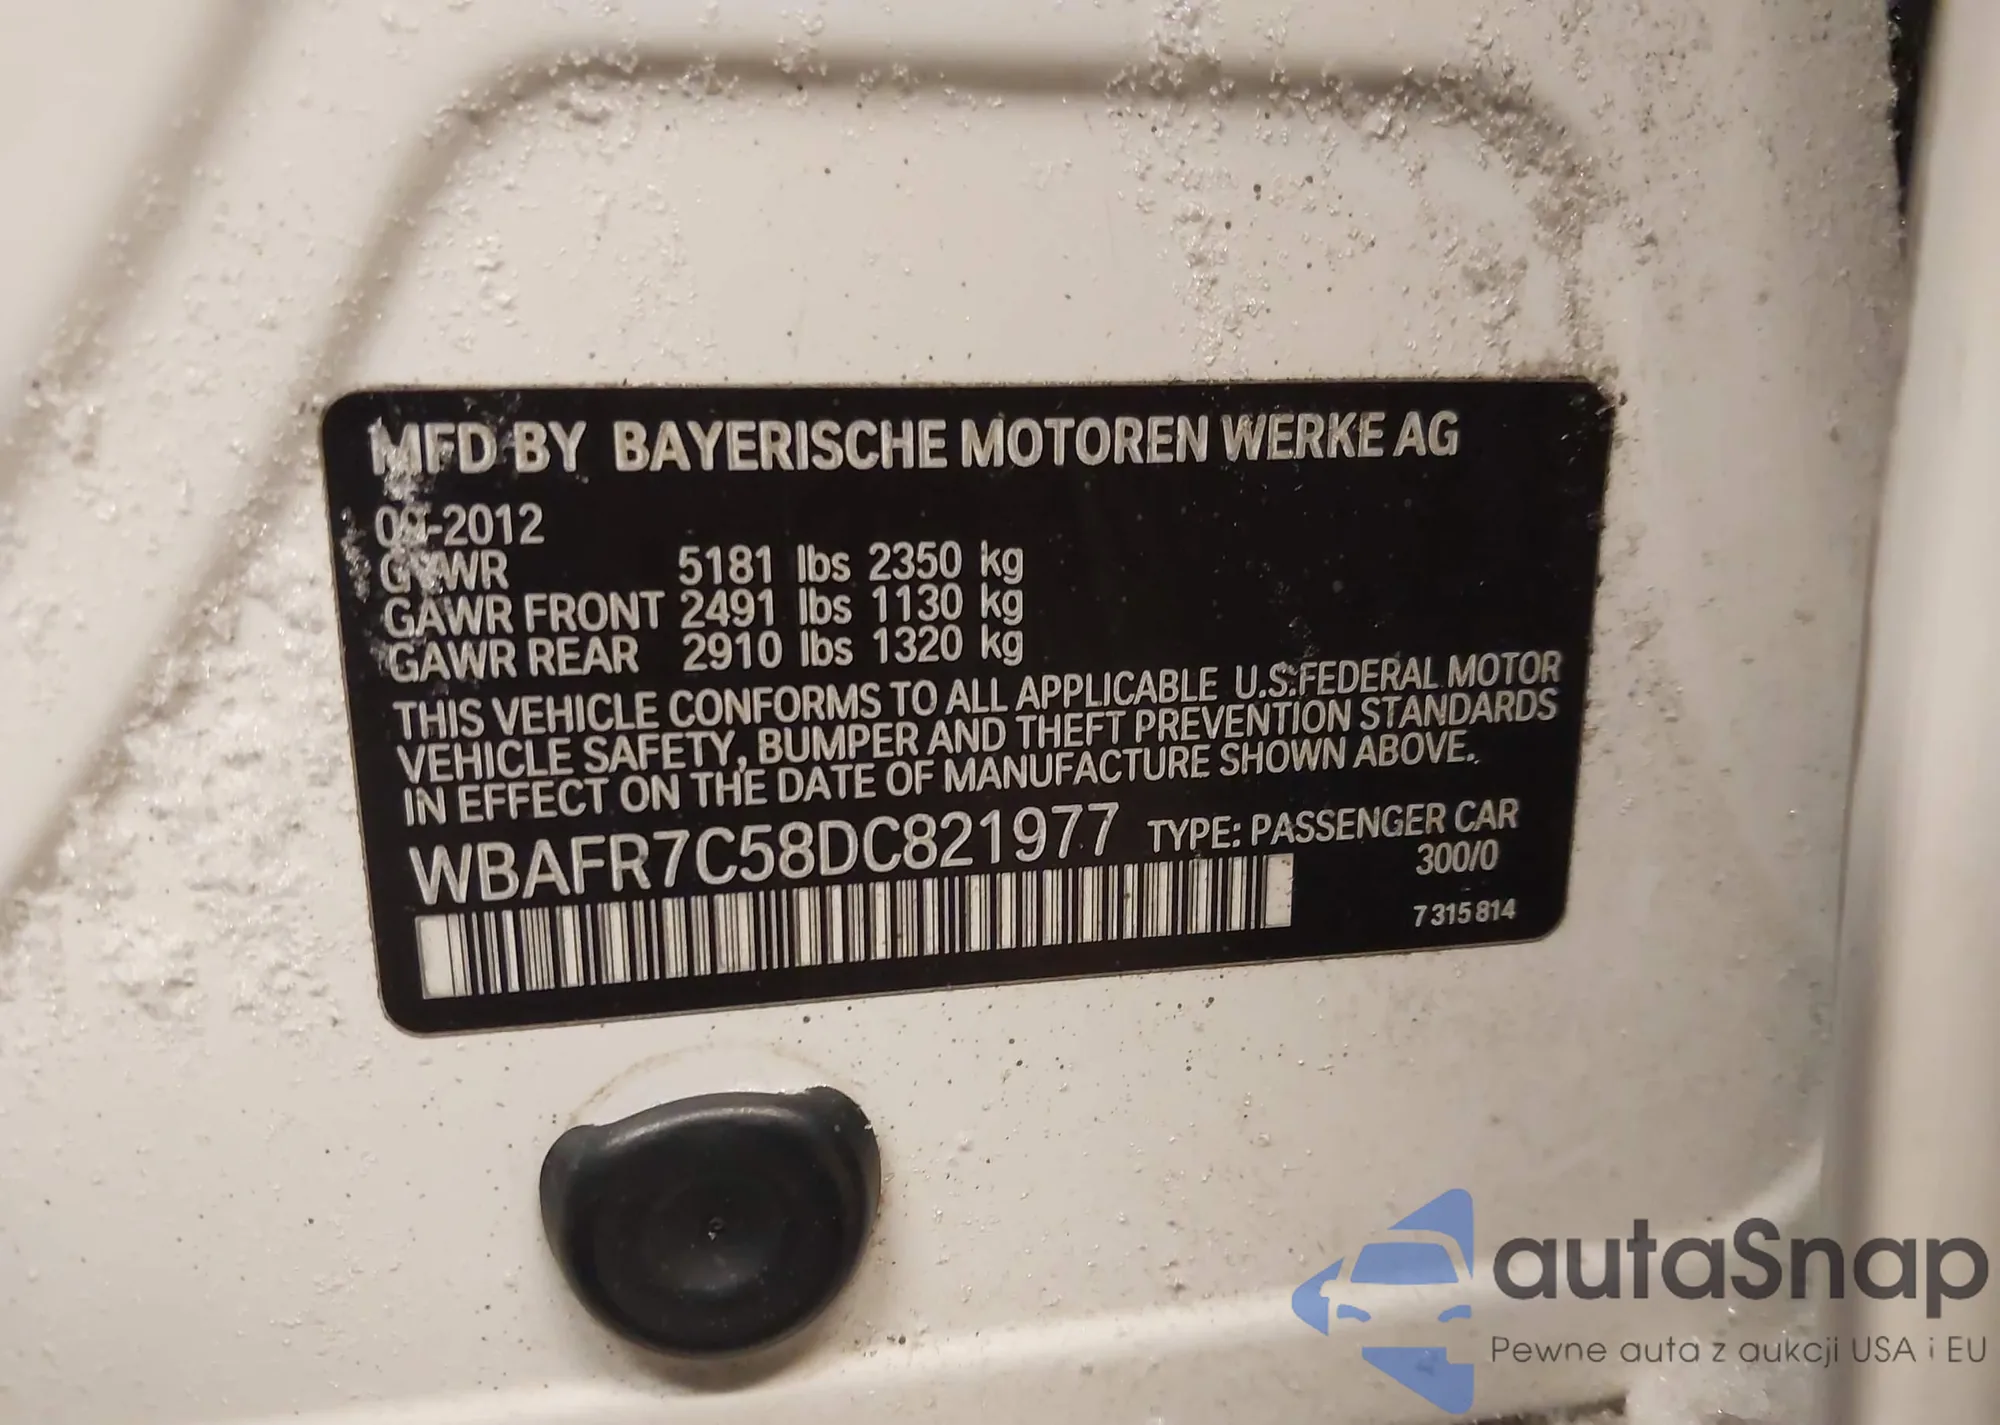 MFD BY BAYERISCHE MOTOREN WERKE AG
-2012
GVWR 5181 lbs 2350 kg
GAWR FRONT 2491 lbs 1130 kg
GAWR REAR 2910 lbs 1320 kg
THIS VEHICLE CONFORMS TO ALL APPLICABLE U.S.FEDERAL MOTOR
VEHICLE SAFETY, BUMPER AND THEFT PREVENTION STANDARDS
IN EFFECT ON THE DATE OF MANUFACTURE SHOWN ABOVE.
WBAFR7C58DC821977 TYPE: PASSENGER CAR
300/0
7 315 814
autaSnap
Pewne auta z aukcji USA i EU